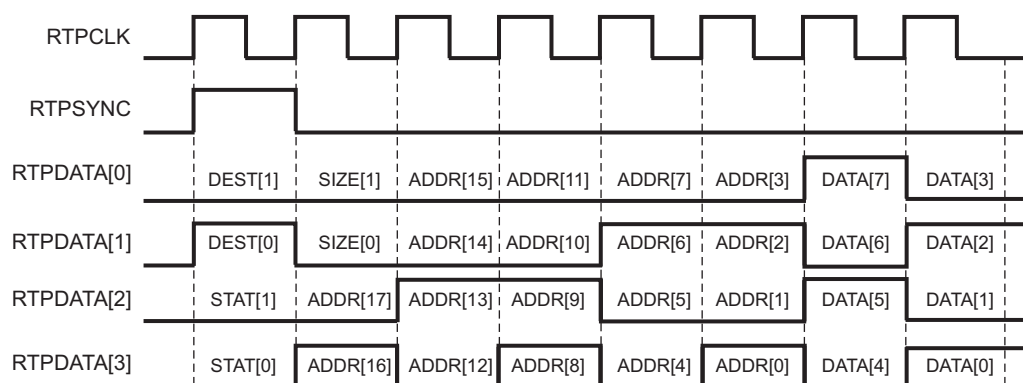 RTPCLK
RTPSYNC
RTPDATA[0] DEST[1] SIZE[1] ADDR[15] ADDR[11] ADDR[7] ADDR[3] DATA[7] DATA[3]
RTPDATA[1] DEST[0] SIZE[0] ADDR[14] ADDR[10] ADDR[6] ADDR[2] DATA[6] DATA[2]
RTPDATA[2] STAT[1] ADDR[17] ADDR[13] ADDR[9] ADDR[5] ADDR[1] DATA[5] DATA[1]
RTPDATA[3] STAT[0] ADDR[16] ADDR[12] ADDR[8] ADDR[4] ADDR[0] DATA[4] DATA[0]